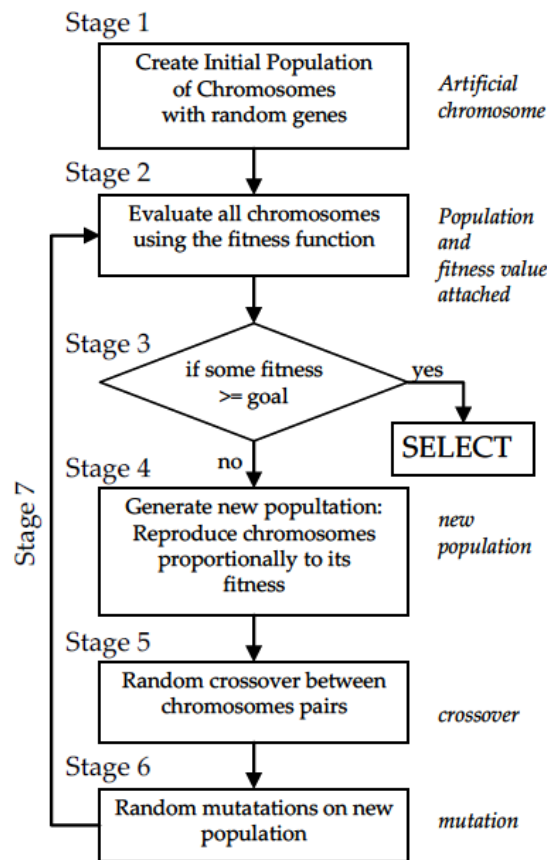 Stage 1
Create Initial Population
of Chromosomes
with random genes
Artificial
chromosome
Stage 2
Evaluate all chromosomes
using the fitness function
Population
and
fitness value
attached
Stage 3
if some fitness
>= goal
yes
SELECT
no
Stage 4
Generate new popultation:
Reproduce chromosomes
proportionally to its
fitness
new
population
Stage 7
Stage 5
Random crossover between
chromosomes pairs
crossover
Stage 6
Random mutatations on new
population
mutation